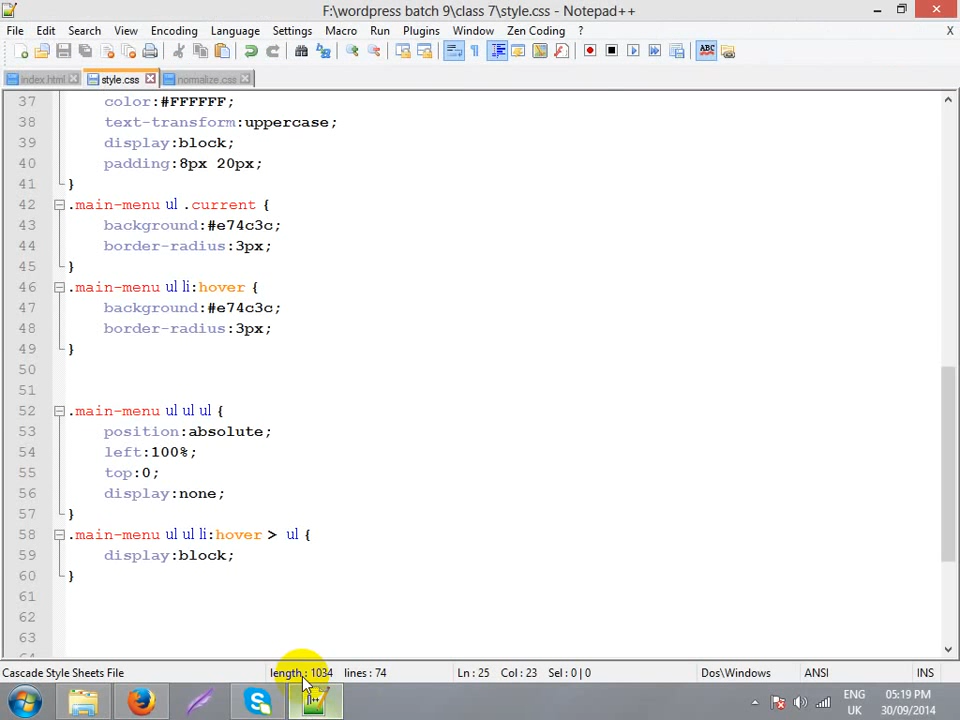 F:\wordpress batch 9\class 7\style.css - Notepad++
File Edit Search View Encoding Language Settings Macro Run Plugins Window Zen Coding ? X
index.html style.css normalize.css
37 color:#FFFFFF;
38 text-transform:uppercase;
39 display:block;
40 padding:8px 20px;
41 }
42 .main-menu ul .current {
43 background:#e74c3c;
44 border-radius:3px;
45 }
46 .main-menu ul li:hover {
47 background:#e74c3c;
48 border-radius:3px;
49 }
50
51
52 .main-menu ul ul ul {
53 position:absolute;
54 left:100%;
55 top:0;
56 display:none;
57 }
58 .main-menu ul ul li:hover > ul {
59 display:block;
60 }
61
62
63
Cascade Style Sheets File length : 1034 lines : 74 Ln : 25 Col : 23 Sel : 0 | 0 Dos\Windows ANSI INS
ENG 05:19 PM
UK 30/09/2014